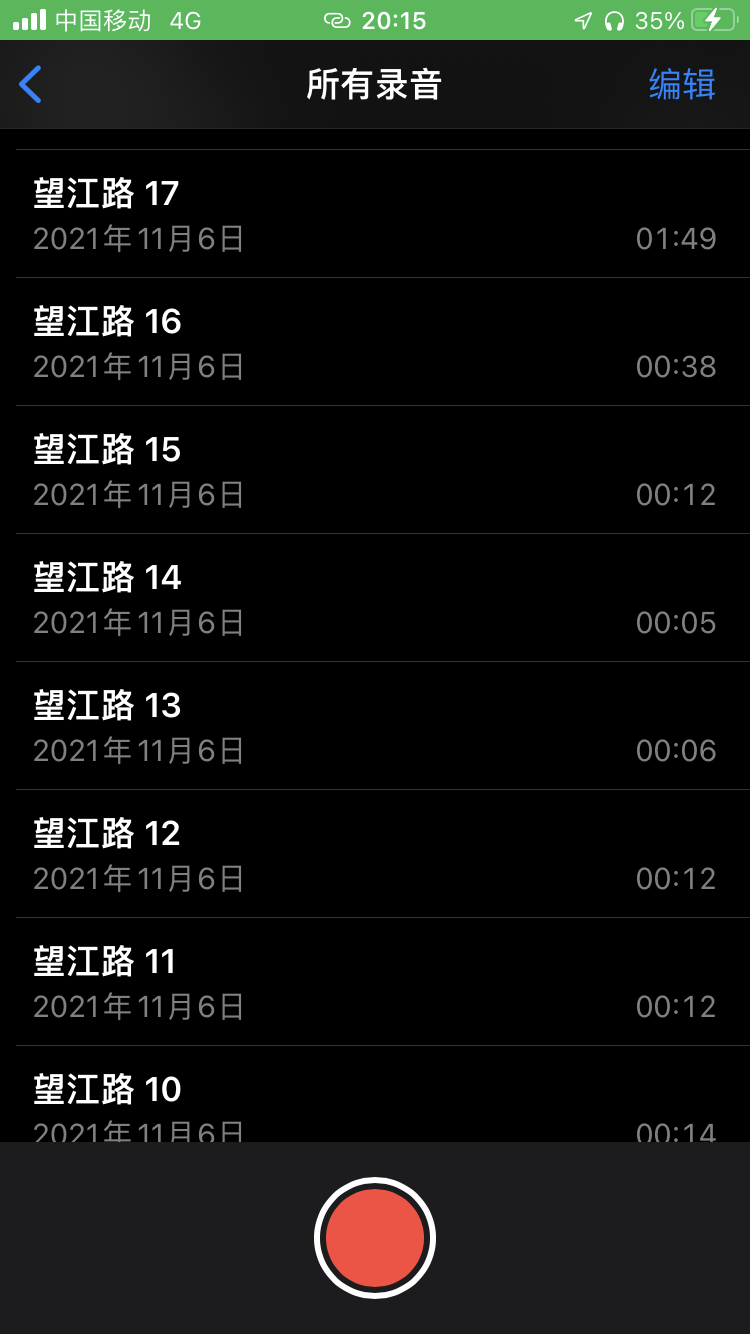 中国移动 4G 20:15 35%
所有录音 编辑
望江路 17
2021年11月6日 01:49
望江路 16
2021年11月6日 00:38
望江路 15
2021年11月6日 00:12
望江路 14
2021年11月6日 00:05
望江路 13
2021年11月6日 00:06
望江路 12
2021年11月6日 00:12
望江路 11
2021年11月6日 00:12
望江路 10
2021年11月6日 00:14